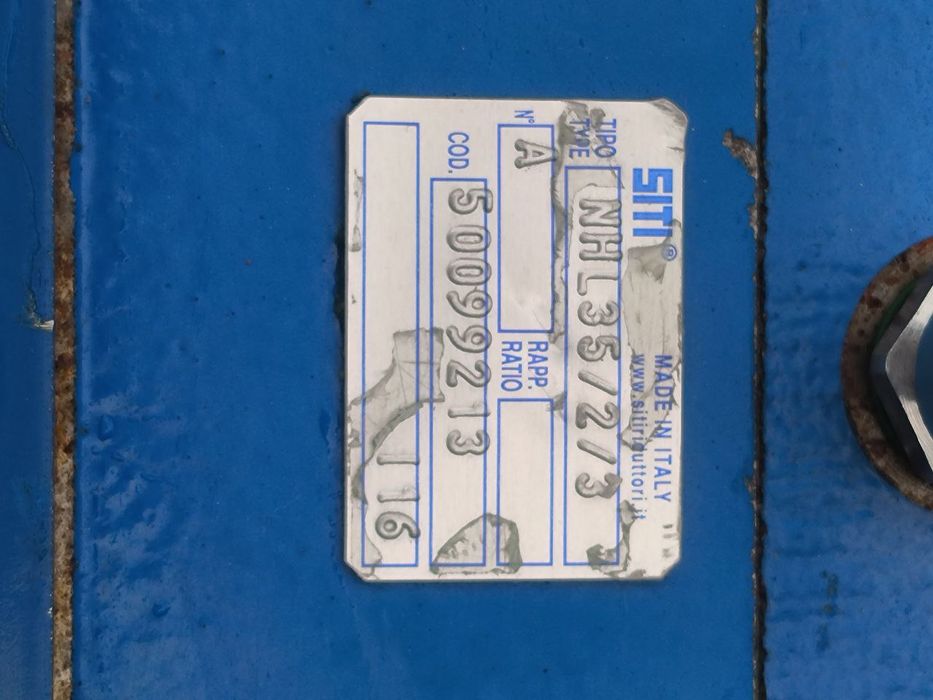 SITI® MADE IN ITALY
www.sitiriduttori.it
TIPO
TYPE NHL35/2/3
N° A RAPP.
RATIO
COD. 50099213
116